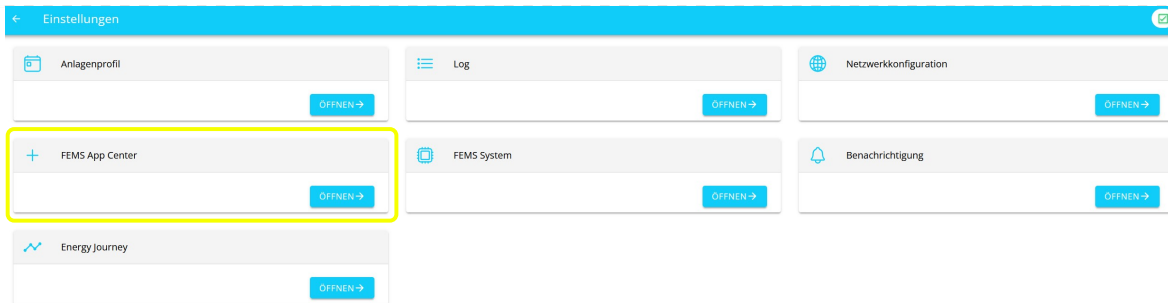 Einstellungen
Anlagenprofil
ÖFFNEN
Log
ÖFFNEN
Netzwerkkonfiguration
ÖFFNEN
FEMS App Center
ÖFFNEN
FEMS System
ÖFFNEN
Benachrichtigung
ÖFFNEN
Energy Journey
ÖFFNEN